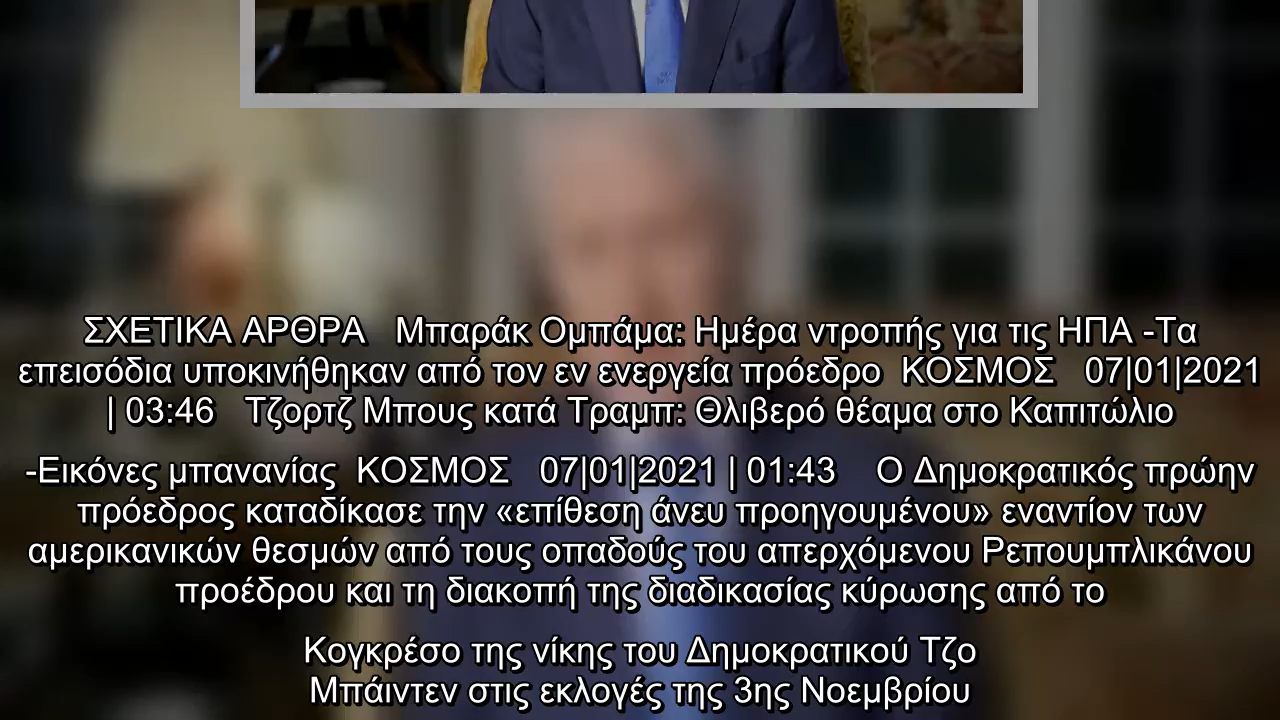 ΣΧΕΤΙΚΑ ΑΡΘΡΑ   Μπαράκ Ομπάμα: Ημέρα ντροπής για τις ΗΠΑ -Τα
επεισόδια υποκινήθηκαν από τον εν ενεργεία πρόεδρο  ΚΟΣΜΟΣ   07|01|2021
| 03:46   Τζορτζ Μπους κατά Τραμπ: Θλιβερό θέαμα στο Καπιτώλιο
-Εικόνες μπανανίας  ΚΟΣΜΟΣ   07|01|2021 | 01:43    Ο Δημοκρατικός πρώην
πρόεδρος καταδίκασε την «επίθεση άνευ προηγουμένου» εναντίον των
αμερικανικών θεσμών από τους οπαδούς του απερχόμενου Ρεπουμπλικάνου
προέδρου και τη διακοπή της διαδικασίας κύρωσης από το
Κογκρέσο της νίκης του Δημοκρατικού Τζο
Μπάιντεν στις εκλογές της 3ης Νοεμβρίου